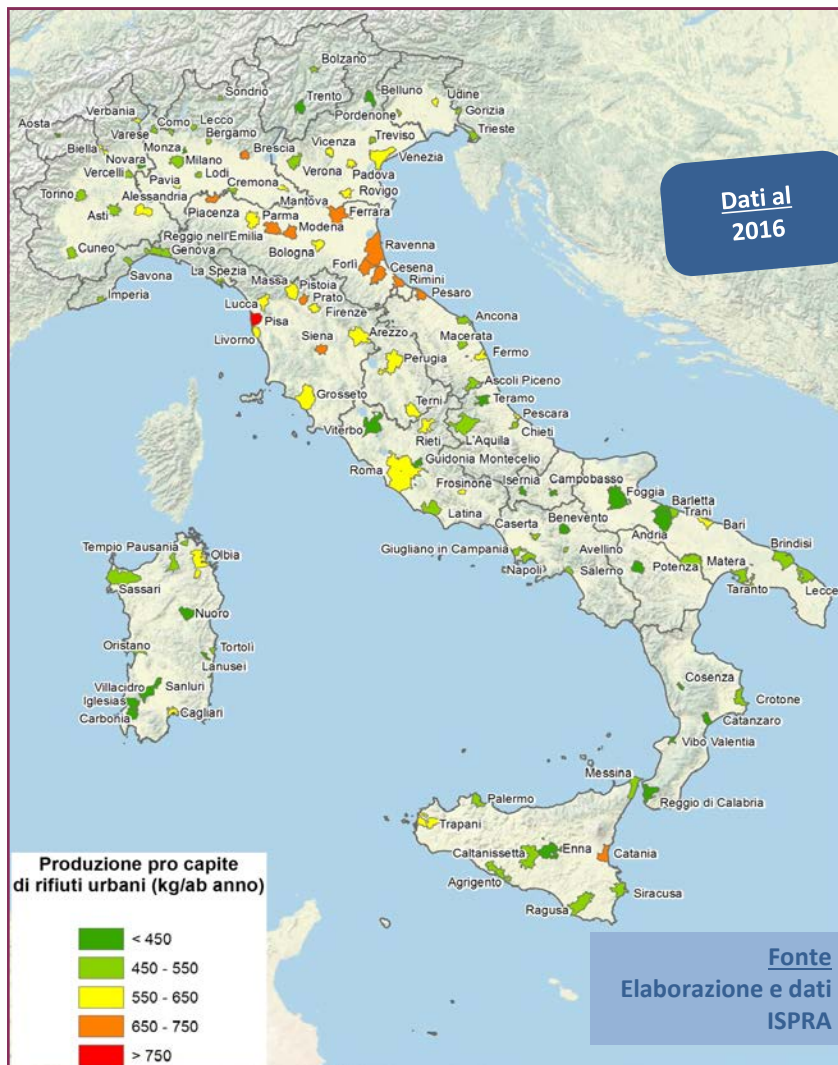 Bolzano
Sondrio
Trento
Belluno
Udine
Pordenone
Gorizia
Trieste
Verbania
Como
Lecco
Aosta
Varese
Bergamo
Biella
Monza
Brescia
Vicenza
Treviso
Novara
Milano
Verona
Venezia
Vercelli
Lodi
Padova
Torino
Pavia
Cremona
Rovigo
Alessandria
Mantova
Asti
Piacenza
Parma
Ferrara
Modena
Reggio nell'Emilia
Cuneo
Genova
Bologna
Ravenna
Savona
Forlì
Cesena
La Spezia
Massa
Pistoia
Rimini
Imperia
Prato
Pesaro
Lucca
Firenze
Pisa
Ancona
Siena
Arezzo
Macerata
Livorno
Fermo
Perugia
Ascoli Piceno
Grosseto
Teramo
Terni
Pescara
Viterbo
Rieti
L'Aquila
Chieti
Guidonia Montecelio
Roma
Isernia
Campobasso
Frosinone
Foggia
Barletta
Latina
Caserta
Benevento
Trani
Bari
Andria
Brindisi
Giugliano in Campania
Avellino
Napoli
Salerno
Potenza
Matera
Taranto
Lecce
Tempio Pausania
Olbia
Sassari
Nuoro
Oristano
Tortolì
Lanusei
Villacidro
Sanluri
Iglesias
Carbonia
Cagliari
Cosenza
Crotone
Catanzaro
Vibo Valentia
Messina
Palermo
Reggio di Calabria
Trapani
Enna
Catania
Caltanissetta
Agrigento
Siracusa
Ragusa
Dati al
2016
Produzione pro capite
di rifiuti urbani (kg/ab anno)
< 450
450 - 550
550 - 650
650 - 750
> 750
Fonte
Elaborazione e dati
ISPRA